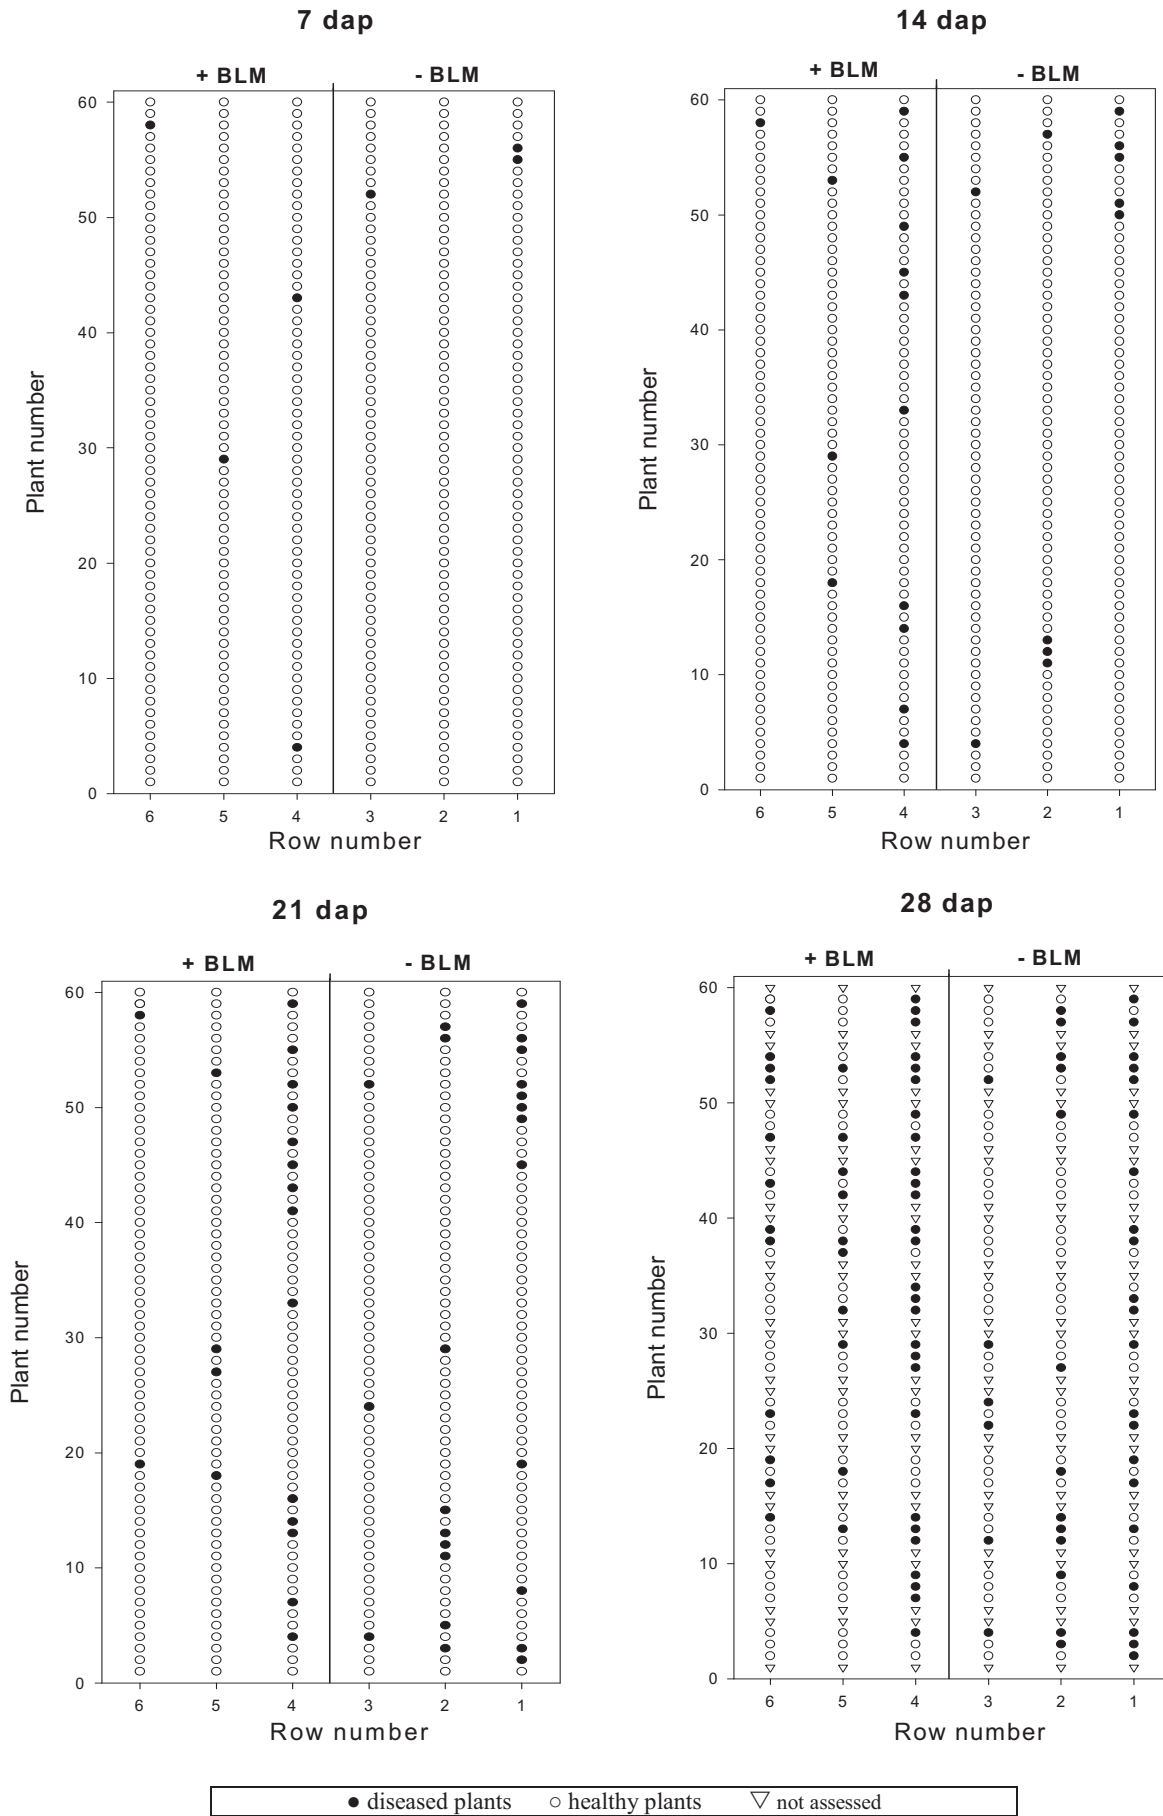 7 dap
+ BLM - BLM
60
50
40
30
20
10
0
Plant number
6 5 4 3 2 1
Row number
14 dap
+ BLM - BLM
60
50
40
30
20
10
0
Plant number
6 5 4 3 2 1
Row number
21 dap
+ BLM - BLM
60
50
40
30
20
10
0
Plant number
6 5 4 3 2 1
Row number
28 dap
+ BLM - BLM
60
50
40
30
20
10
0
Plant number
6 5 4 3 2 1
Row number
diseased plants healthy plants not assessed